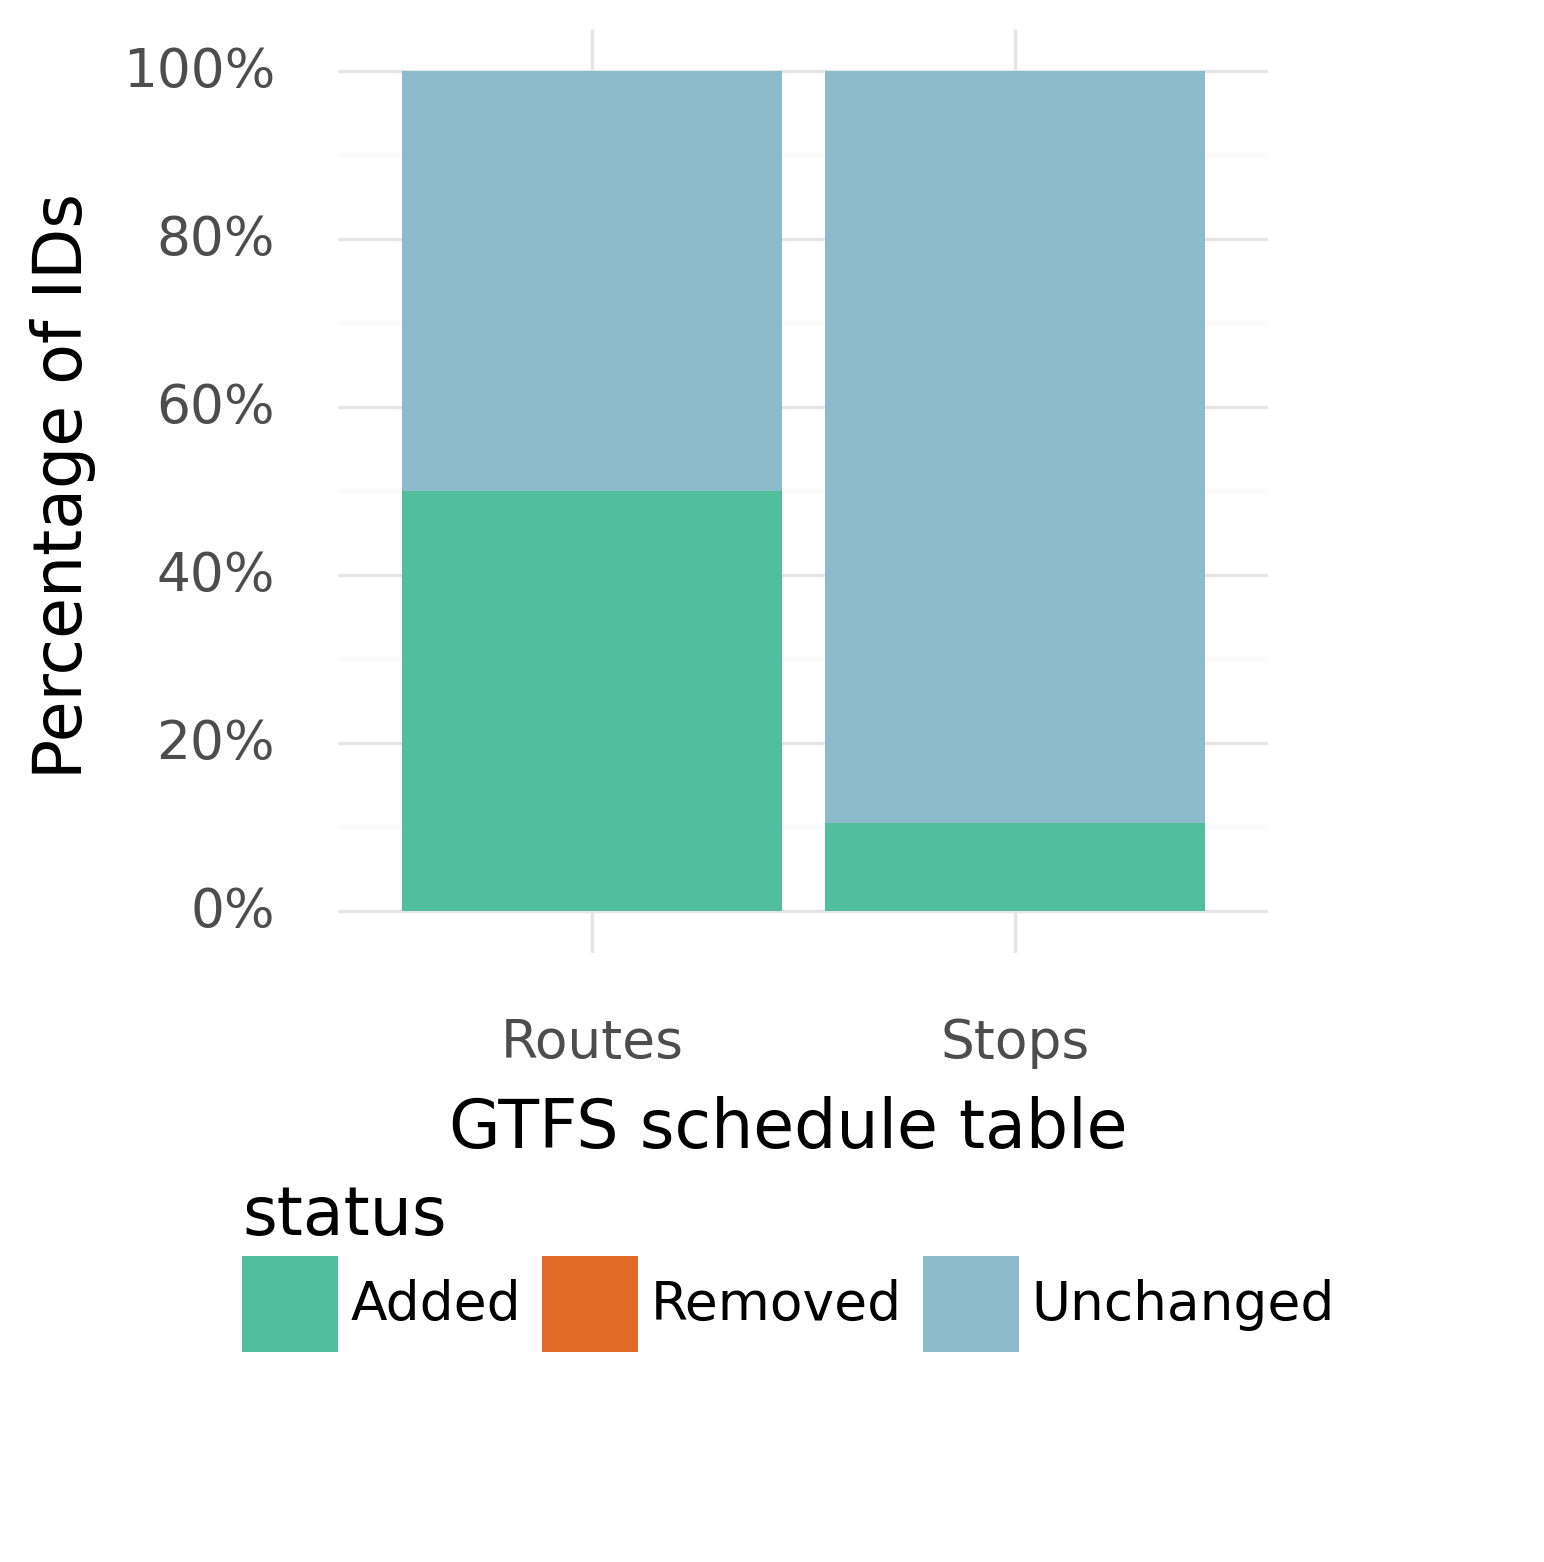 100%
80%
60%
40%
20%
0%
Percentage of IDs
Routes Stops
GTFS schedule table
status
Added Removed Unchanged